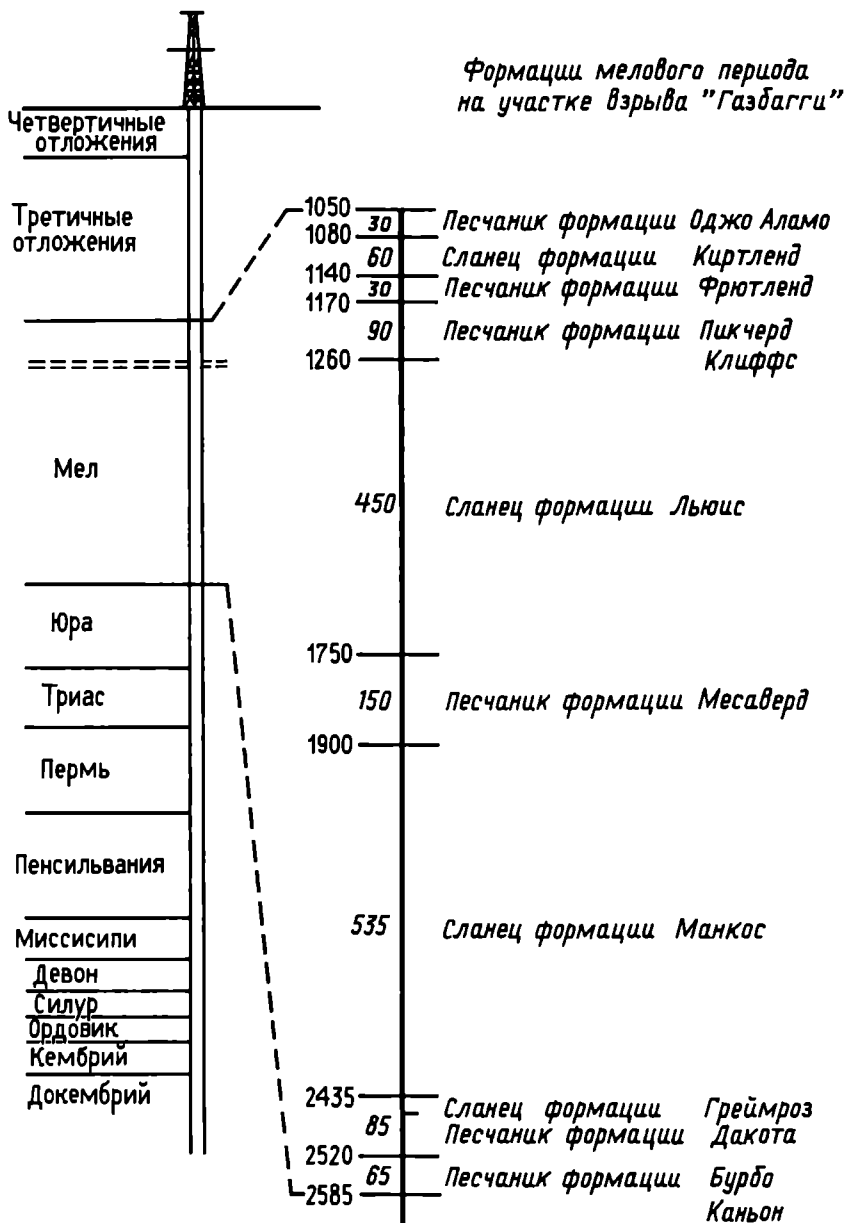 Формации мелового периода
на участке взрыва "Газбагги"
Четвертичные
отложения
Третичные
отложения
Мел
Юра
Триас
Пермь
Пенсильвания
Миссисипи
Девон
Силур
Ордовик
Кембрий
Докембрий
1050
30 Песчаник формации Оджо Аламо
1080
60 Сланец формации Киртленд
1140
30 Песчаник формации Фрютленд
1170
90 Песчаник формации Пикчерд
Клиффс
1260
450 Сланец формации Льюис
1750
150 Песчаник формации Месаверд
1900
535 Сланец формации Манкос
2435
Сланец формации Греймроз
85 Песчаник формации Дакота
2520
65 Песчаник формации Бурбо
Каньон
2585